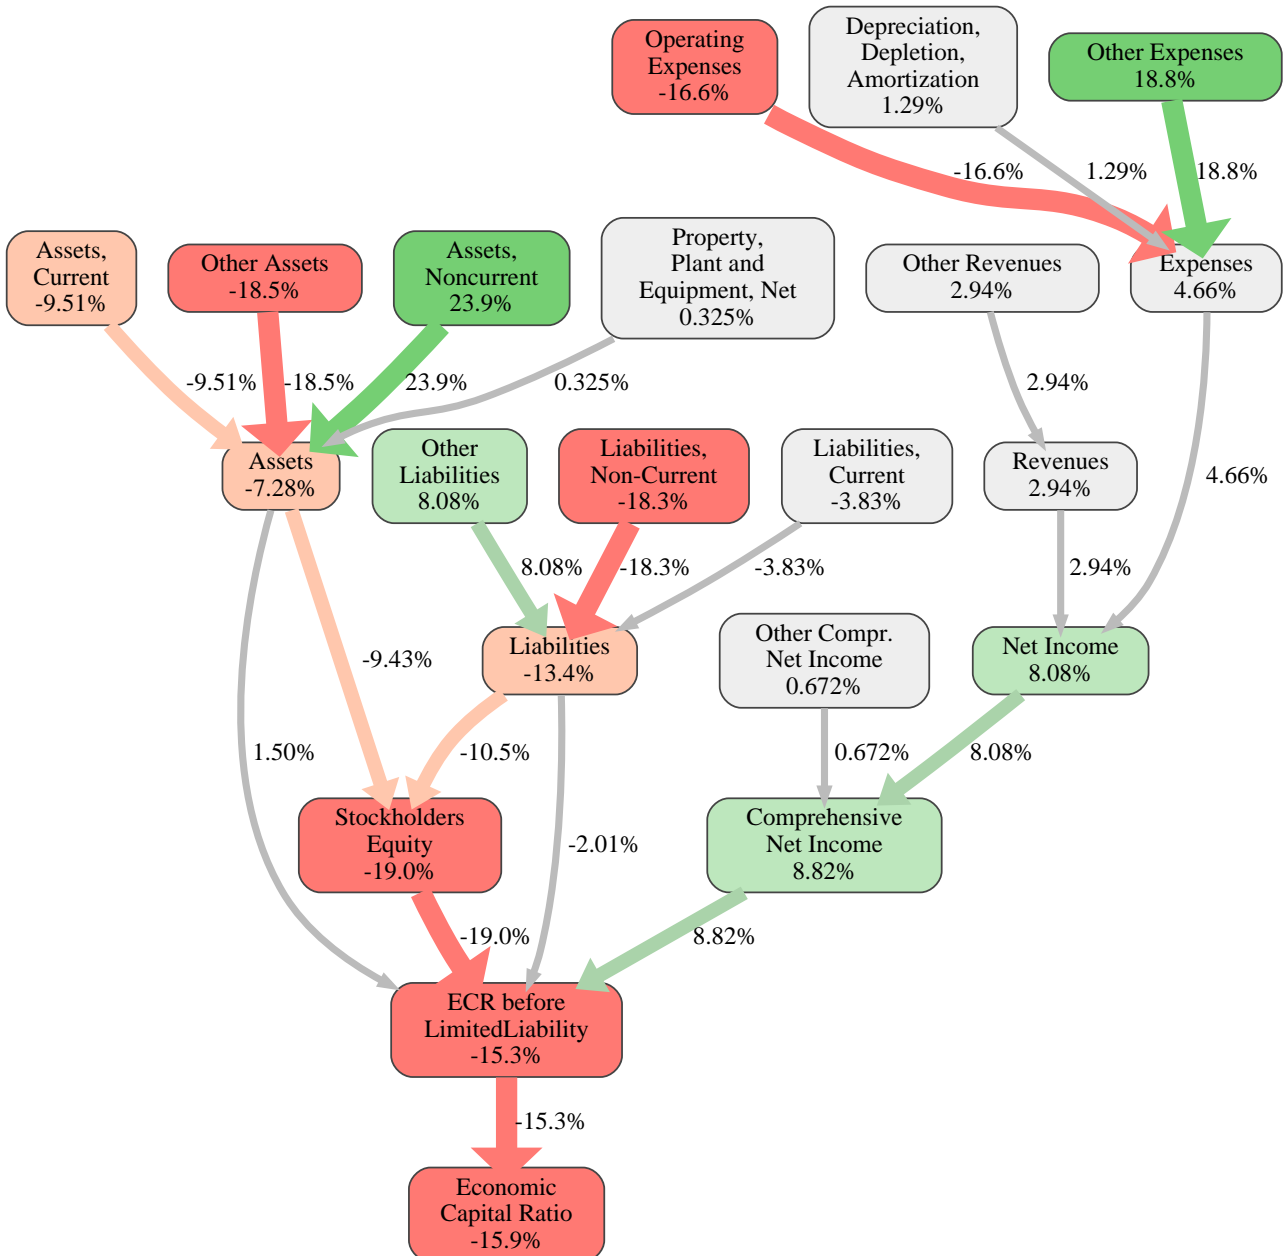 Operating
Expenses
-16.6%
Depreciation,
Depletion,
Amortization
1.29%
Other Expenses
18.8%
-16.6%
1.29%
18.8%
Assets,
Current
-9.51%
Other Assets
-18.5%
Assets,
Noncurrent
23.9%
Property,
Plant and
Equipment, Net
0.325%
Other Revenues
2.94%
Expenses
4.66%
-9.51%
-18.5%
23.9%
0.325%
2.94%
Assets
-7.28%
Other
Liabilities
8.08%
Liabilities,
Non-Current
-18.3%
Liabilities,
Current
-3.83%
Revenues
2.94%
4.66%
8.08%
-18.3%
-3.83%
2.94%
-9.43%
Liabilities
-13.4%
Other Compr.
Net Income
0.672%
Net Income
8.08%
1.50%
-10.5%
0.672%
8.08%
Stockholders
Equity
-19.0%
-2.01%
Comprehensive
Net Income
8.82%
-19.0%
8.82%
ECR before
LimitedLiability
-15.3%
-15.3%
Economic
Capital Ratio
-15.9%